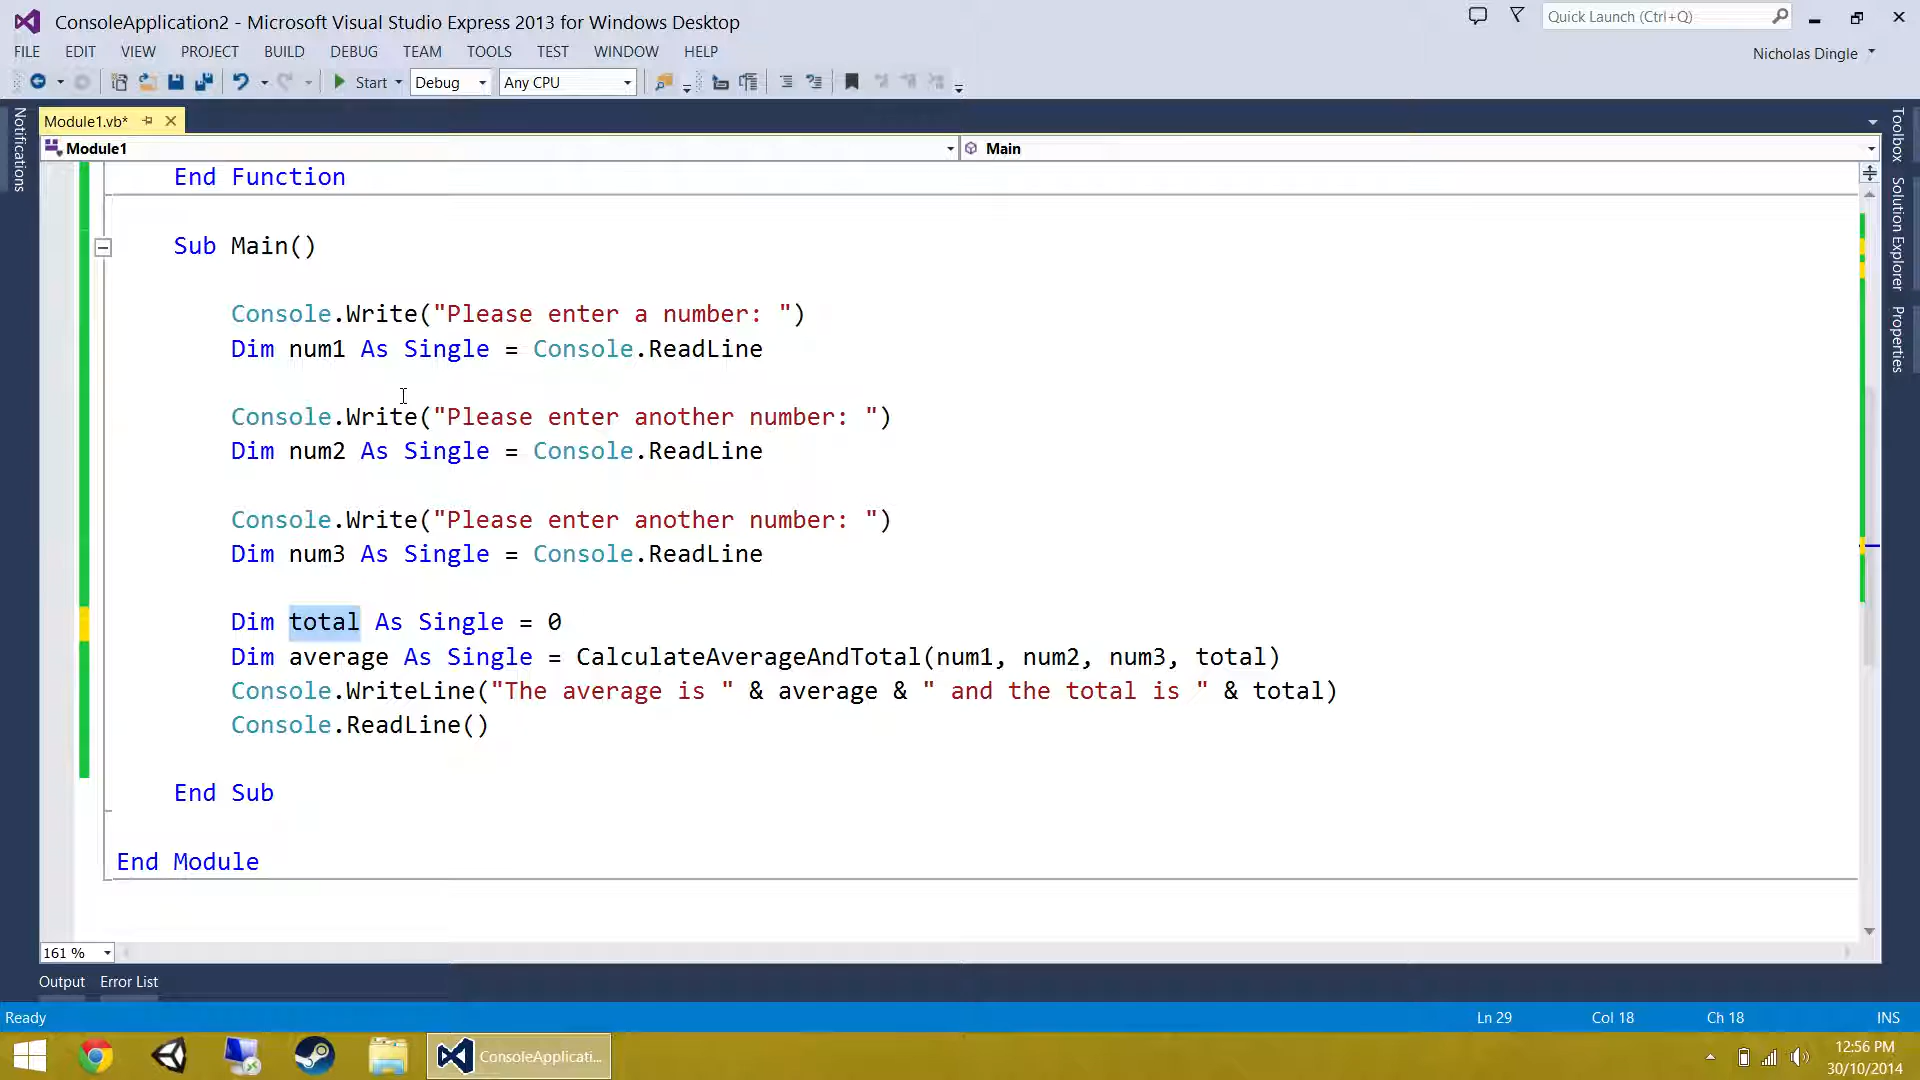 ConsoleApplication2 - Microsoft Visual Studio Express 2013 for Windows Desktop
Quick Launch (Ctrl+Q)
FILE EDIT VIEW PROJECT BUILD DEBUG TEAM TOOLS TEST WINDOW HELP
Nicholas Dingle
Start Debug Any CPU
Notifications
Module1.vb*
Module1
Main
Toolbox
Solution Explorer
Properties
End Function
Sub Main()
Console.Write("Please enter a number: ")
Dim num1 As Single = Console.ReadLine
Console.Write("Please enter another number: ")
Dim num2 As Single = Console.ReadLine
Console.Write("Please enter another number: ")
Dim num3 As Single = Console.ReadLine
Dim total As Single = 0
Dim average As Single = CalculateAverageAndTotal(num1, num2, num3, total)
Console.WriteLine("The average is " & average & " and the total is " & total)
Console.ReadLine()
End Sub
End Module
161 %
Output Error List
Ready
Ln 29 Col 18 Ch 18 INS
ConsoleApplicati...
12:56 PM
30/10/2014